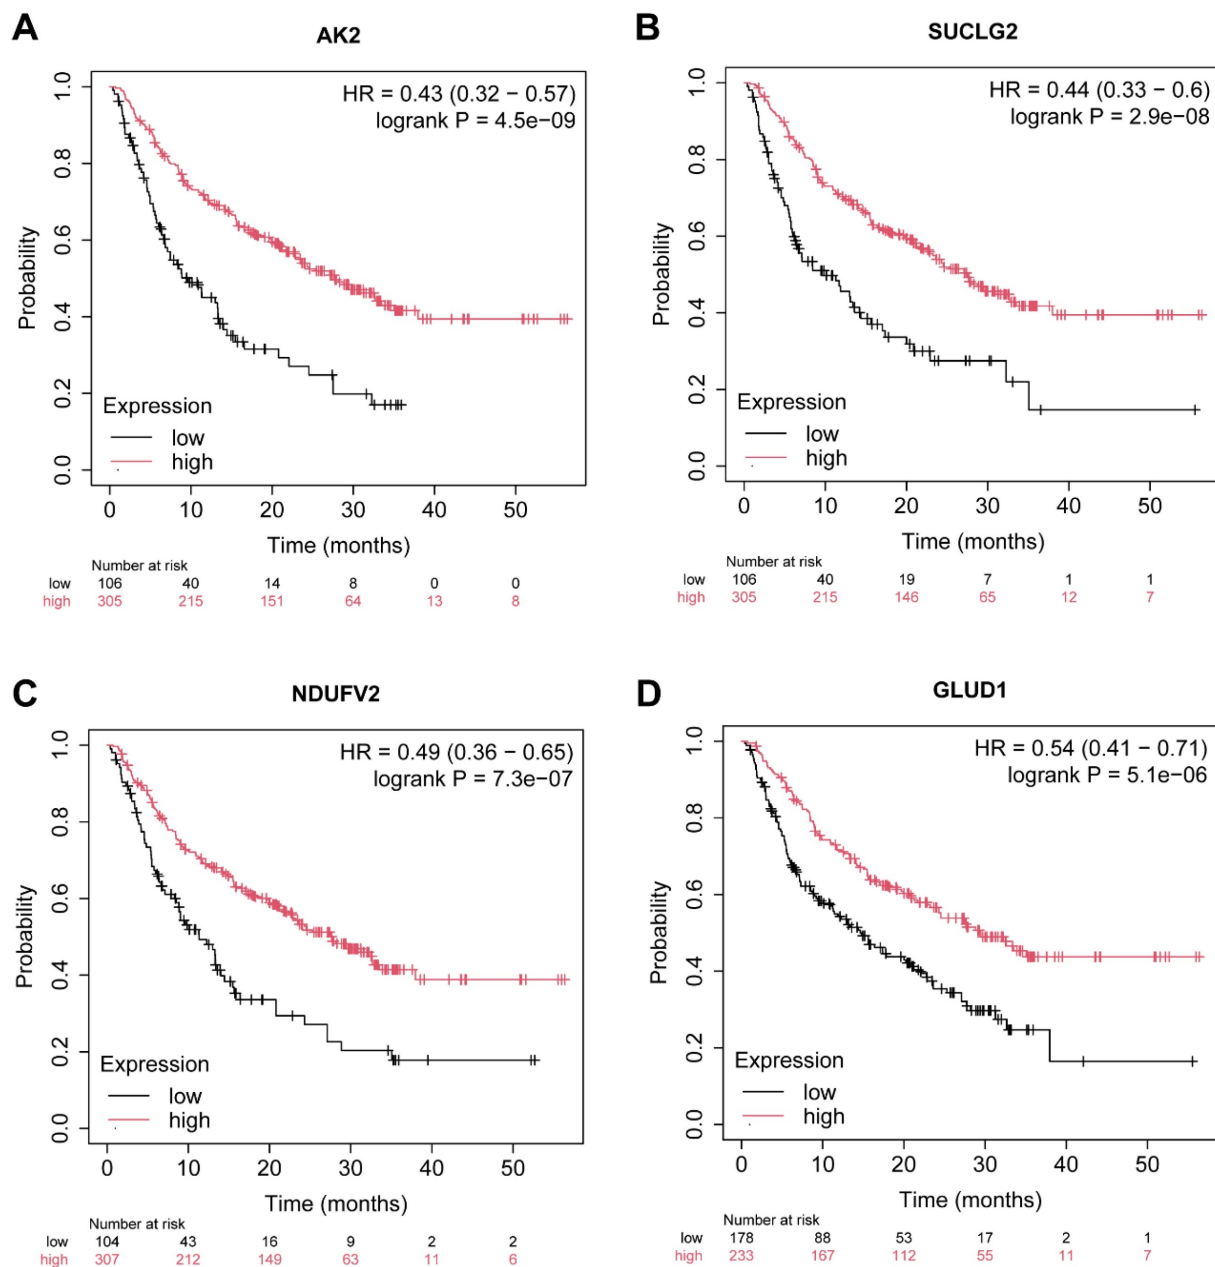 A
AK2
HR = 0.43 (0.32 − 0.57)
logrank P = 4.5e−09
Probability
0.0 0.2 0.4 0.6 0.8 1.0
Expression
low
high
0 10 20 30 40 50
Time (months)
Number at risk
low 106 40 14 8 0 0
high 305 215 151 64 13 8
B
SUCLG2
HR = 0.44 (0.33 − 0.6)
logrank P = 2.9e−08
Probability
0.0 0.2 0.4 0.6 0.8 1.0
Expression
low
high
0 10 20 30 40 50
Time (months)
Number at risk
low 106 40 19 7 1 1
high 305 215 146 65 12 7
C
NDUFV2
HR = 0.49 (0.36 − 0.65)
logrank P = 7.3e−07
Probability
0.0 0.2 0.4 0.6 0.8 1.0
Expression
low
high
0 10 20 30 40 50
Time (months)
Number at risk
low 104 43 16 9 2 2
high 307 212 149 63 11 6
D
GLUD1
HR = 0.54 (0.41 − 0.71)
logrank P = 5.1e−06
Probability
0.0 0.2 0.4 0.6 0.8 1.0
Expression
low
high
0 10 20 30 40 50
Time (months)
Number at risk
low 178 88 53 17 2 1
high 233 167 112 55 11 7